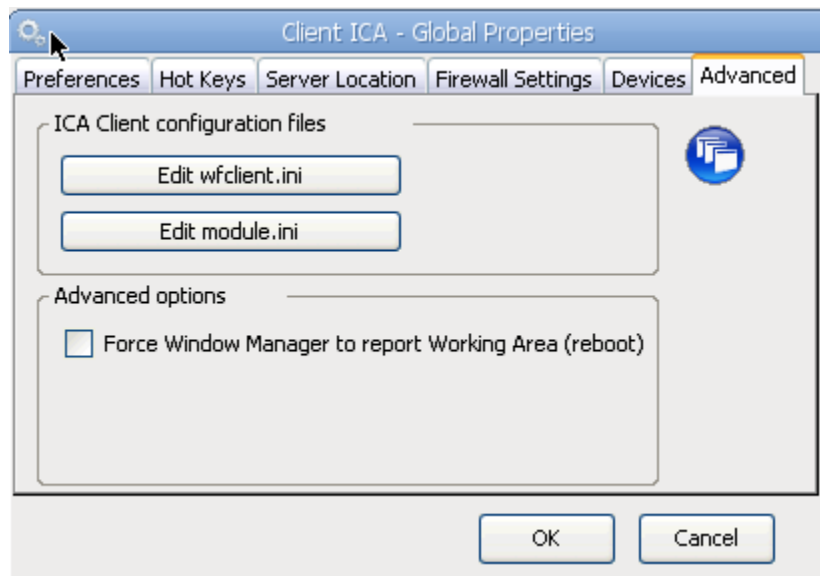 Client ICA - Global Properties
Preferences Hot Keys Server Location Firewall Settings Devices Advanced
ICA Client configuration files
Edit wfclient.ini
Edit module.ini
Advanced options
Force Window Manager to report Working Area (reboot)
OK Cancel